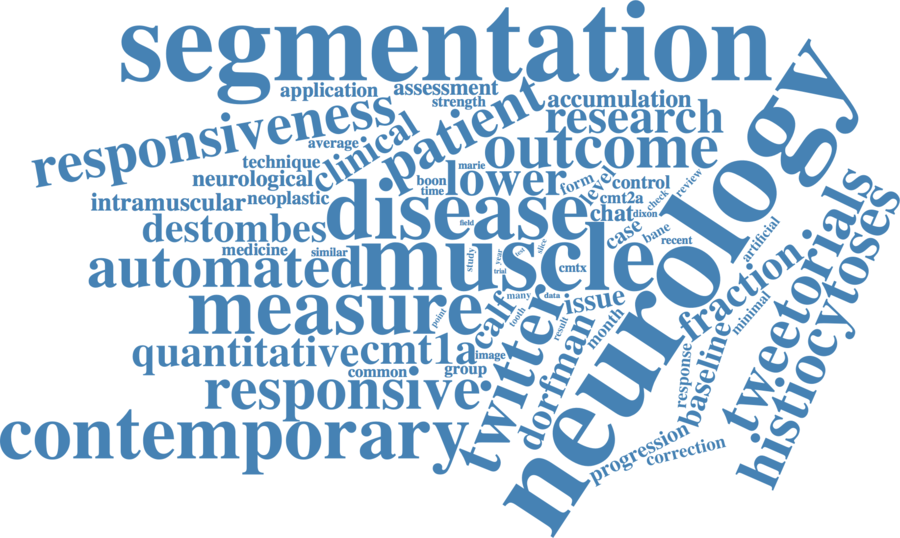 segmentation
application
assessment
strength
accumulation
responsiveness
average
clinical
patient
research
outcome
neurology
technique
neurological
intramuscular
neoplastic
boon
time
marie
lower
form
level
control
cmt2a
check
review
destombes
disease
field
chat
dixon
medicine
similar
case
bane
recent
artificial
automated
muscle
study
year
trial
slice
cmtx
tweetorials
histiocytoses
measure
point
calf
many
data
tooth
issue
fraction
minimal
quantitative
cmt1a
image
twitter
result
month
common
group
dorfman
response
baseline
responsive
contemporary
progression
correction